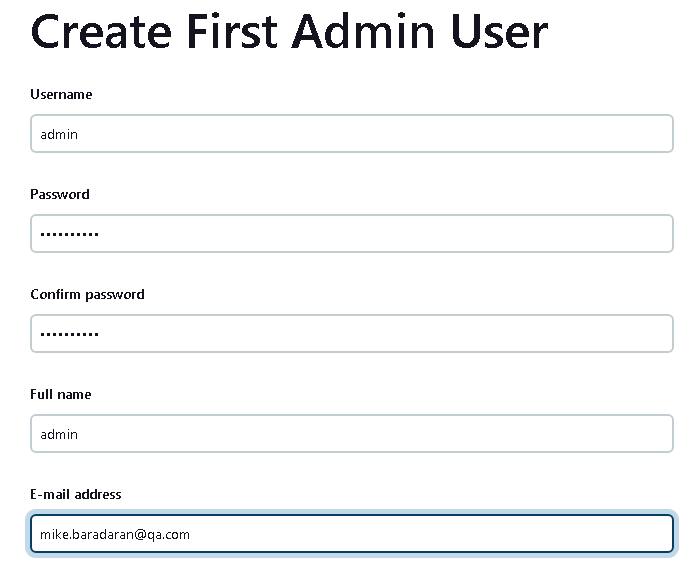 Create First Admin User
Username
admin
Password
••••••••••
Confirm password
••••••••••
Full name
admin
E-mail address
mike.baradaran@qa.com